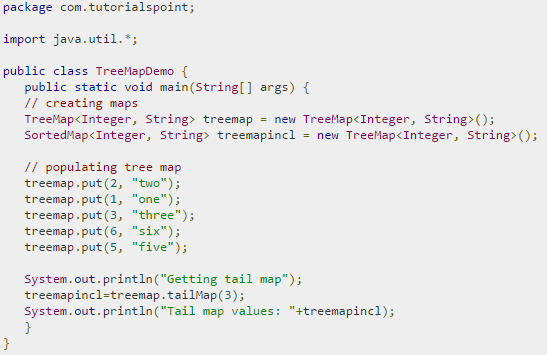 package com.tutorialspoint;

import java.util.*;

public class TreeMapDemo {
   public static void main(String[] args) {
   // creating maps
   TreeMap<Integer, String> treemap = new TreeMap<Integer, String>();
   SortedMap<Integer, String> treemapincl = new TreeMap<Integer, String>();

   // populating tree map
   treemap.put(2, "two");
   treemap.put(1, "one");
   treemap.put(3, "three");
   treemap.put(6, "six");
   treemap.put(5, "five");

   System.out.println("Getting tail map");
   treemapincl=treemap.tailMap(3);
   System.out.println("Tail map values: "+treemapincl);
   }
}